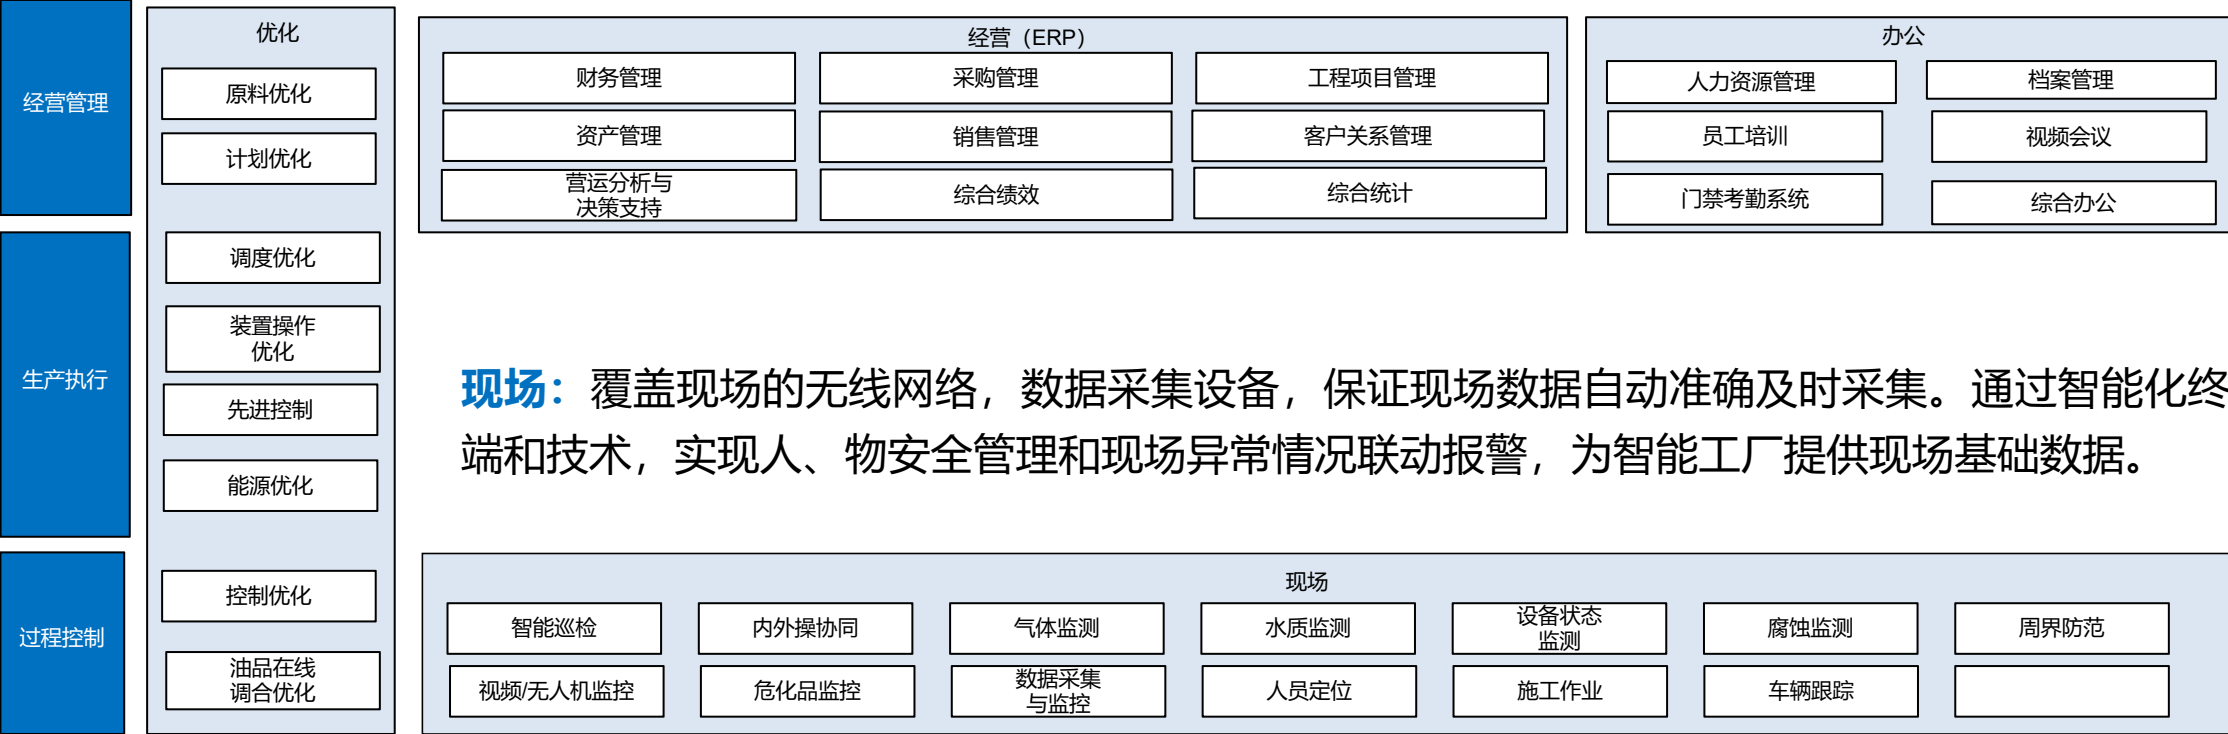 经营管理
生产执行
过程控制
优化
原料优化
计划优化
调度优化
装置操作
优化
先进控制
能源优化
控制优化
油品在线
调合优化
经营（ERP）
财务管理
采购管理
工程项目管理
资产管理
销售管理
客户关系管理
营运分析与
决策支持
综合绩效
综合统计
办公
人力资源管理
档案管理
员工培训
视频会议
门禁考勤系统
综合办公
现场：覆盖现场的无线网络，数据采集设备，保证现场数据自动准确及时采集。通过智能化终
端和技术，实现人、物安全管理和现场异常情况联动报警，为智能工厂提供现场基础数据。
现场
智能巡检
内外操协同
气体监测
水质监测
设备状态
监测
腐蚀监测
周界防范
视频/无人机监控
危化品监控
数据采集
与监控
人员定位
施工作业
车辆跟踪